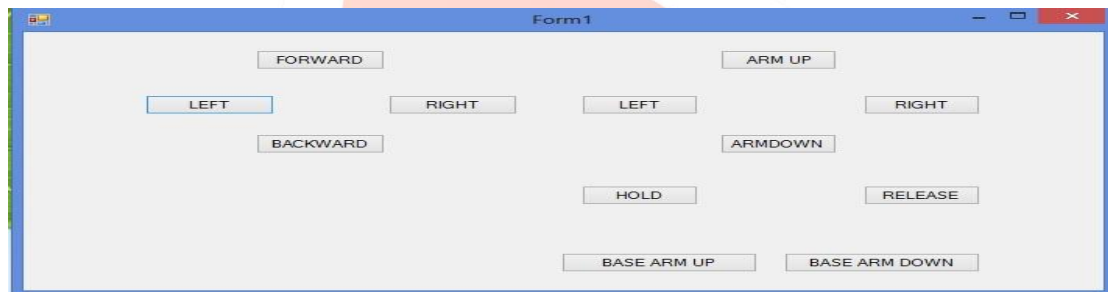 Form1
FORWARD ARM UP
LEFT RIGHT LEFT RIGHT
BACKWARD ARMDOWN
HOLD RELEASE
BASE ARM UP BASE ARM DOWN